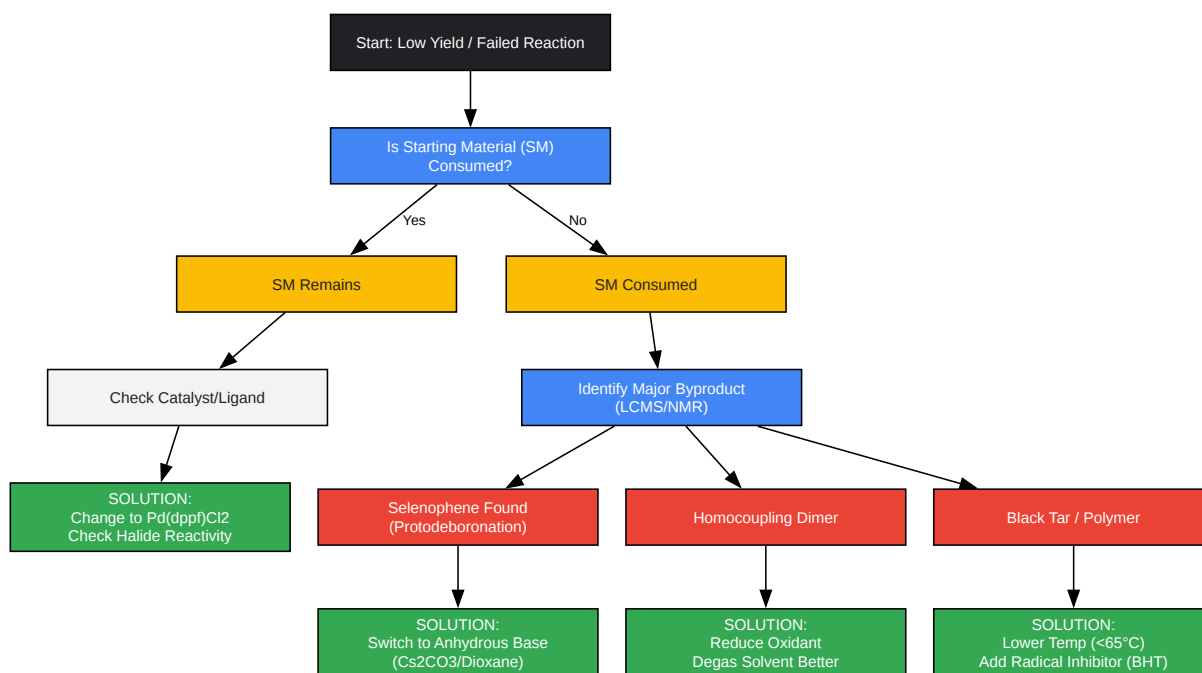 Start: Low Yield / Failed Reaction
Is Starting Material (SM)
Consumed?
Yes
No
SM Remains
SM Consumed
Check Catalyst/Ligand
Identify Major Byproduct
(LCMS/NMR)
SOLUTION:
Change to Pd(dppf)Cl2
Check Halide Reactivity
Selenophene Found
(Protodeboronation)
Homocoupling Dimer
Black Tar / Polymer
SOLUTION:
Switch to Anhydrous Base
(Cs2CO3/Dioxane)
SOLUTION:
Reduce Oxidant
Degas Solvent Better
SOLUTION:
Lower Temp (<65°C)
Add Radical Inhibitor (BHT)